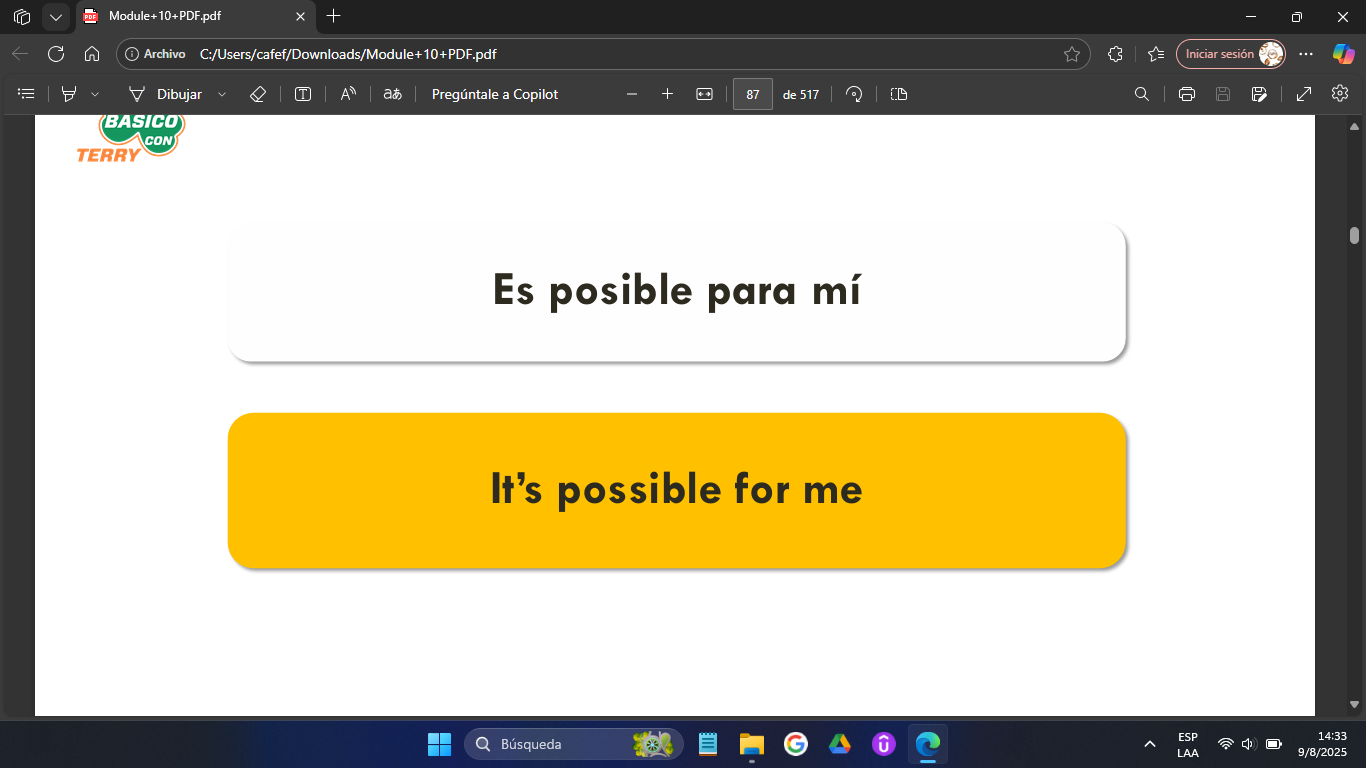 Module+10+PDF.pdf
Archivo C:/Users/cafef/Downloads/Module+10+PDF.pdf Iniciar sesión
Dibujar Pregúntale a Copilot 87 de 517
BASICO
CON
TERRY
Es posible para mí
It's possible for me
Búsqueda
ESP
LAA
14:33
9/8/2025